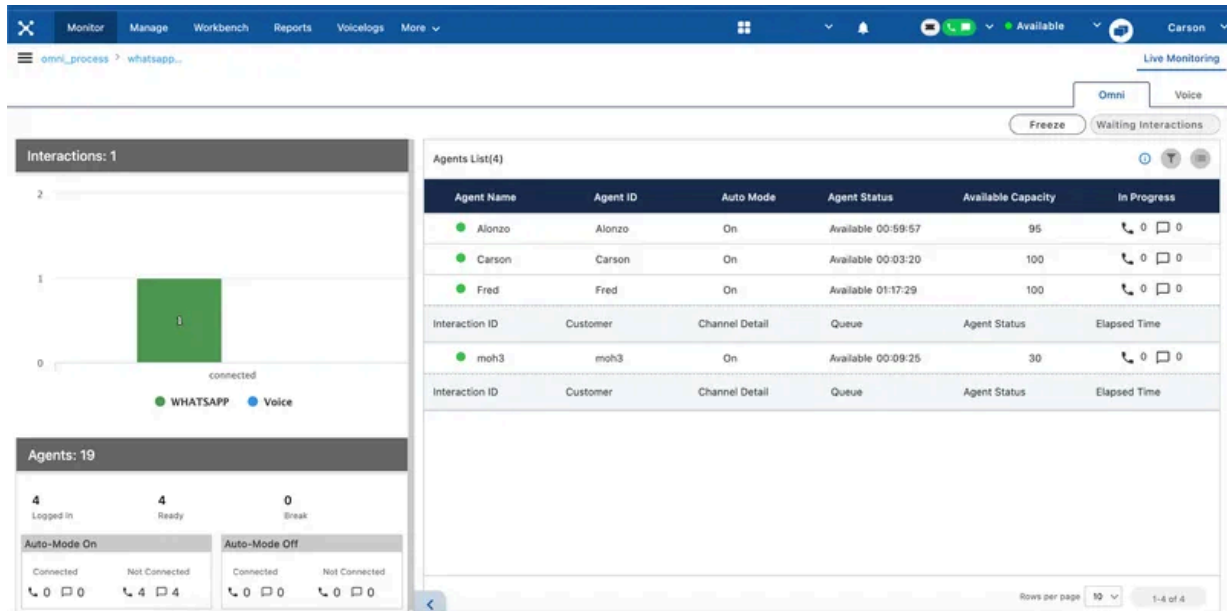 Monitor Manage Workbench Reports Voicelogs More Available Carson
omni_process > whatsapp...
Live Monitoring
Omni Voice
Freeze Waiting Interactions
Interactions: 1
2
1
1
0
connected
WHATSAPP Voice
Agents: 19
4 4 0
Logged In Ready Break
Auto-Mode On Auto-Mode Off
Connected Not Connected Connected Not Connected
0 0 4 4 0 0 0 0
Agents List(4)
Agent Name Agent ID Auto Mode Agent Status Available Capacity In Progress
Alonzo Alonzo On Available 00:59:57 95 0 0
Carson Carson On Available 00:03:20 100 0 0
Fred Fred On Available 01:17:29 100 0 0
Interaction ID Customer Channel Detail Queue Agent Status Elapsed Time
moh3 moh3 On Available 00:09:25 30 0 0
Interaction ID Customer Channel Detail Queue Agent Status Elapsed Time
Rows per page 10 1-4 of 4